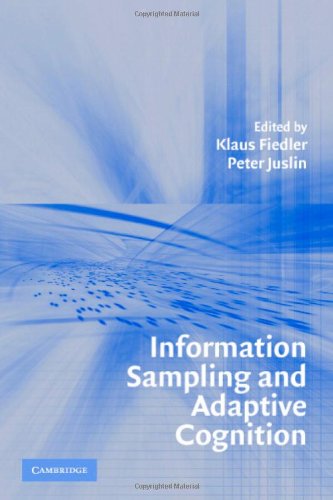 Edited by
Klaus Fiedler
Peter Juslin
Information
Sampling and
Adaptive
Cognition
CAMBRIDGE